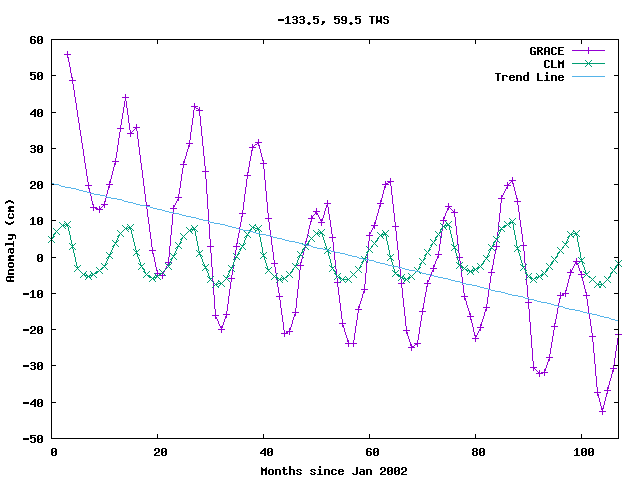 -133.5, 59.5 TWS
GRACE
CLM
Trend Line
60
50
40
30
20
10
0
-10
-20
-30
-40
-50
Anomaly (cm)
0 20 40 60 80 100
Months since Jan 2002